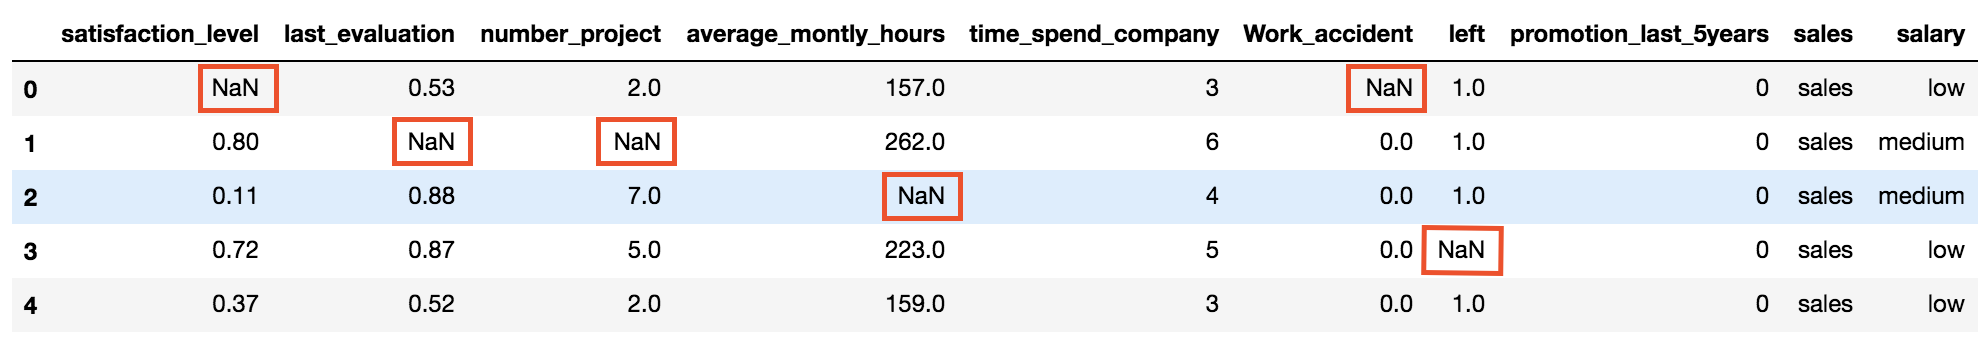 satisfaction_level last_evaluation number_project average_montly_hours time_spend_company Work_accident left promotion_last_5years sales salary
0 NaN 0.53 2.0 157.0 3 NaN 1.0 0 sales low
1 0.80 NaN NaN 262.0 6 0.0 1.0 0 sales medium
2 0.11 0.88 7.0 NaN 4 0.0 1.0 0 sales medium
3 0.72 0.87 5.0 223.0 5 0.0 NaN 0 sales low
4 0.37 0.52 2.0 159.0 3 0.0 1.0 0 sales low